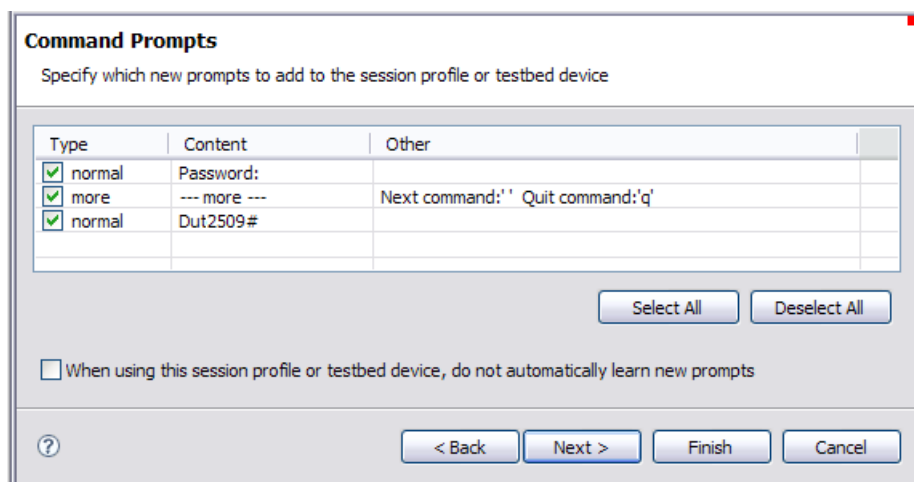 Command Prompts
Specify which new prompts to add to the session profile or testbed device
Type Content Other
normal Password:
more --- more --- Next command:' ' Quit command:'q'
normal Dut2509#
Select All Deselect All
When using this session profile or testbed device, do not automatically learn new prompts
? < Back Next > Finish Cancel